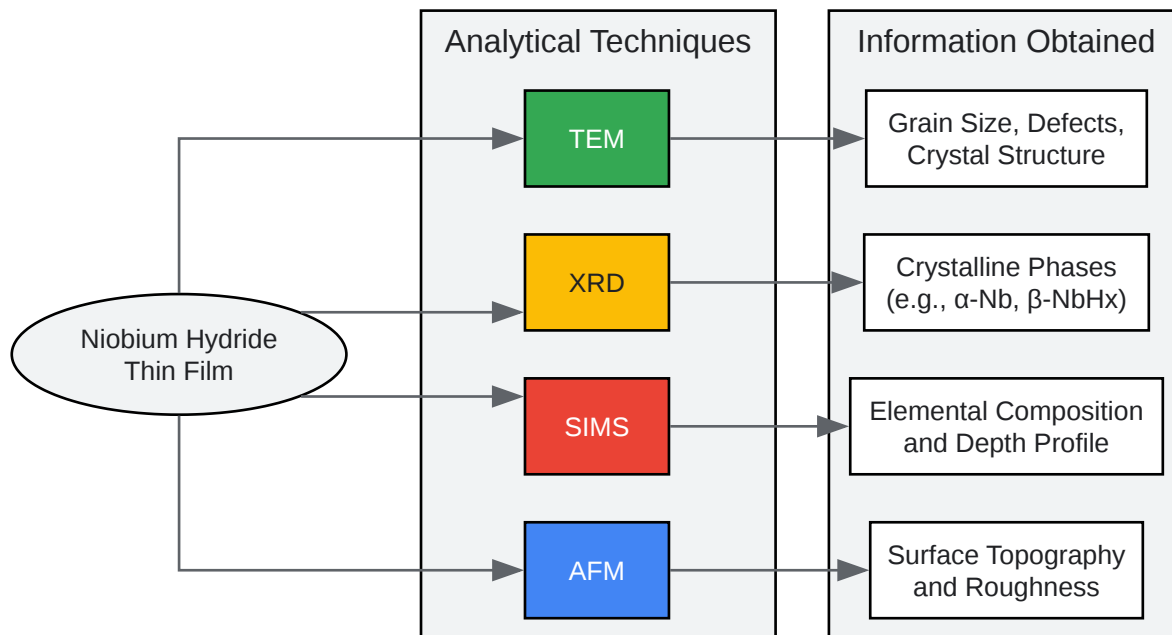 Analytical Techniques
Information Obtained
TEM
Grain Size, Defects,
Crystal Structure
XRD
Crystalline Phases
(e.g., α-Nb, β-NbHx)
Niobium Hydride
Thin Film
SIMS
Elemental Composition
and Depth Profile
AFM
Surface Topography
and Roughness